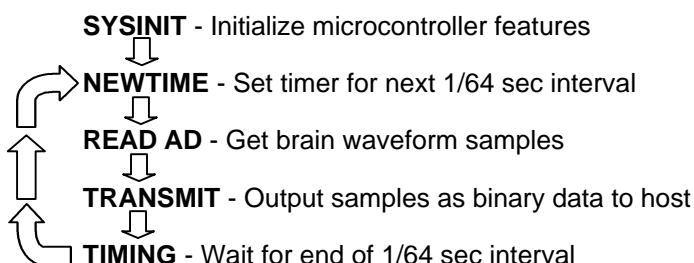 SYSINIT - Initialize microcontroller features
NEWTIME - Set timer for next 1/64 sec interval
READ AD - Get brain waveform samples
TRANSMIT - Output samples as binary data to host
TIMING - Wait for end of 1/64 sec interval